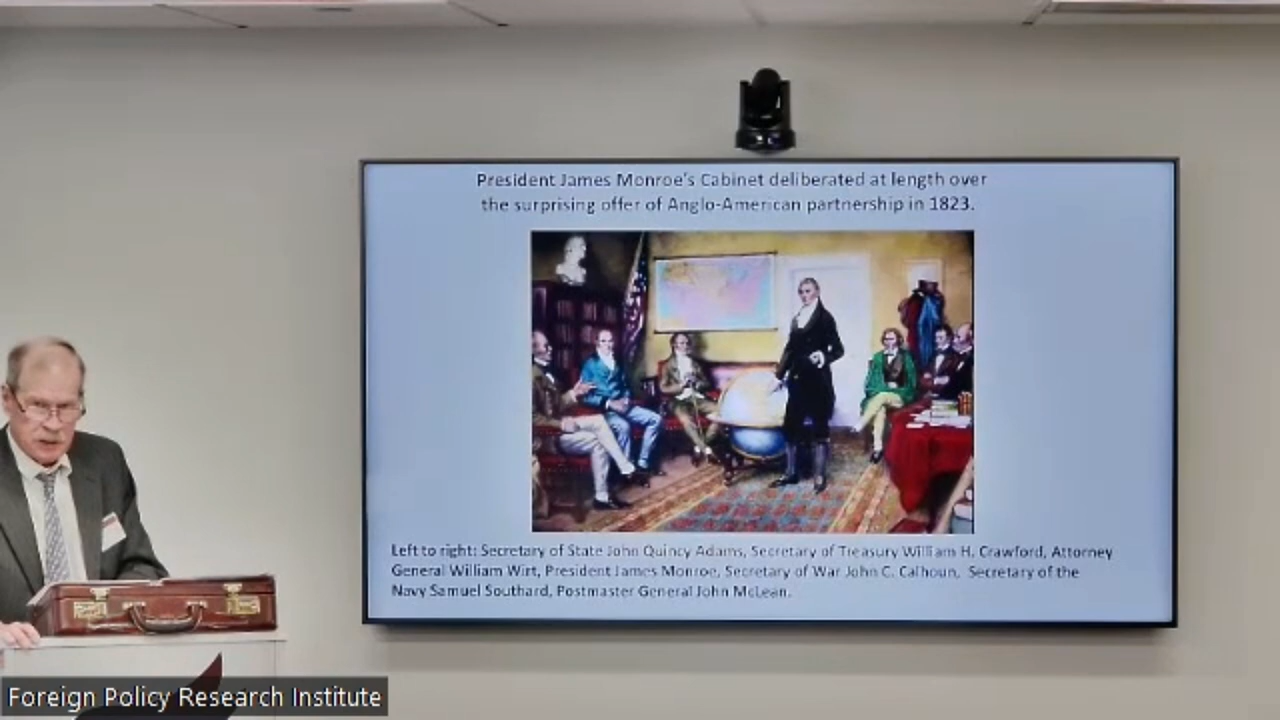 President James Monroe's Cabinet deliberated at length over
the surprising offer of Anglo-American partnership in 1823.
Left to right: Secretary of State John Quincy Adams, Secretary of Treasury William H. Crawford, Attorney
General William Wirt, President James Monroe, Secretary of War John C. Calhoun, Secretary of the
Navy Samuel Southard, Postmaster General John McLean.
Foreign Policy Research Institute